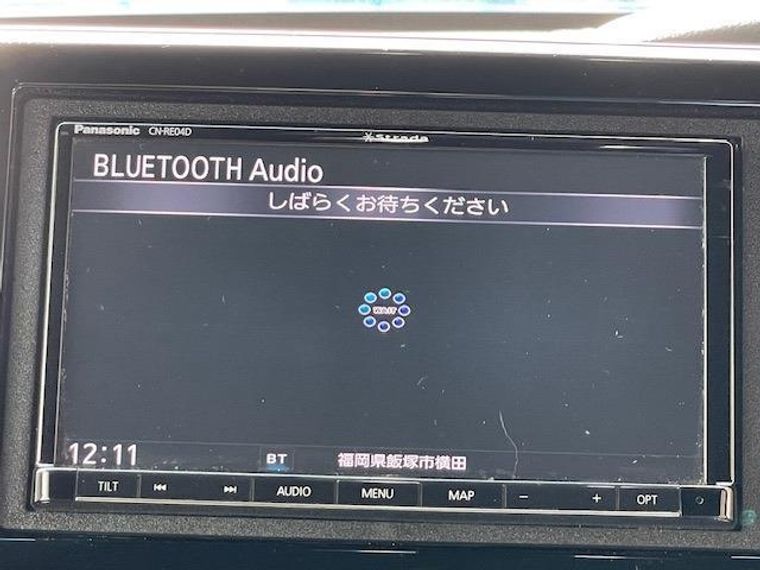 Panasonic CN-RE04D Strada
BLUETOOTH Audio
しばらくお待ちください
WAIT
12:11 BT 福岡県飯塚市横田
TILT AUDIO MENU MAP − + OPT